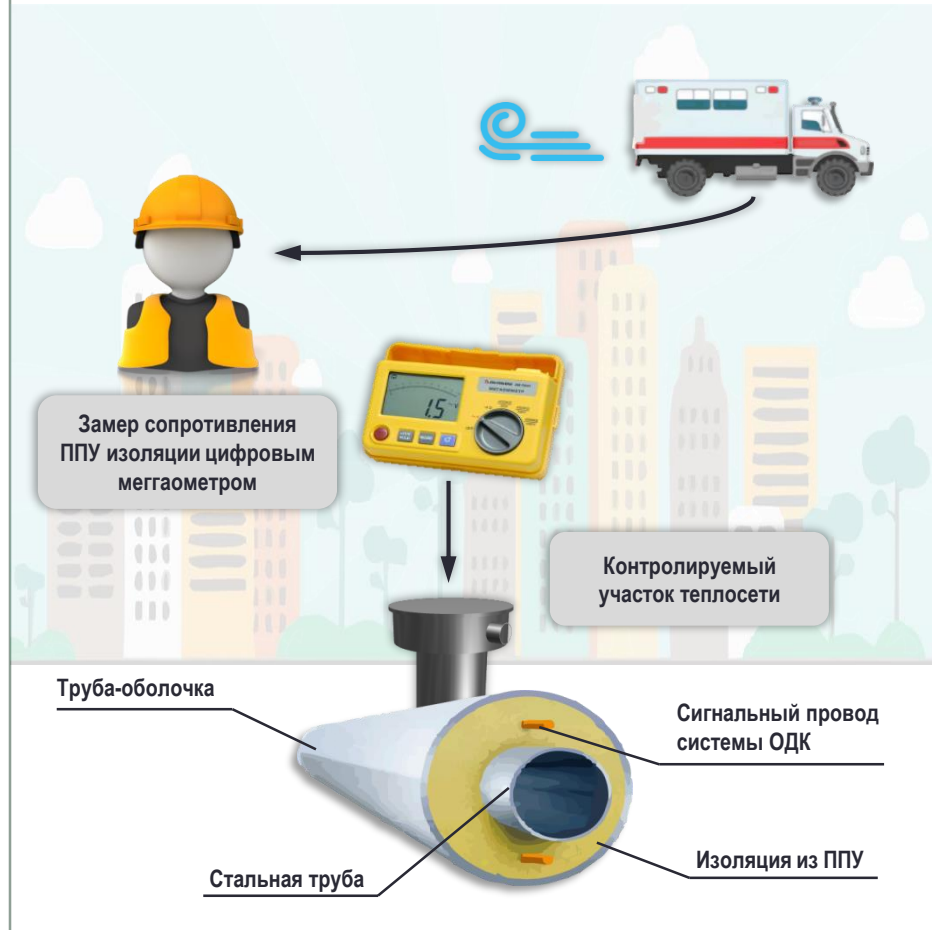 Замер сопротивления
ППУ изоляции цифровым
меггаометром
1.5
Контролируемый
участок теплосети
Труба-оболочка
Сигнальный провод
системы ОДК
Стальная труба
Изоляция из ППУ